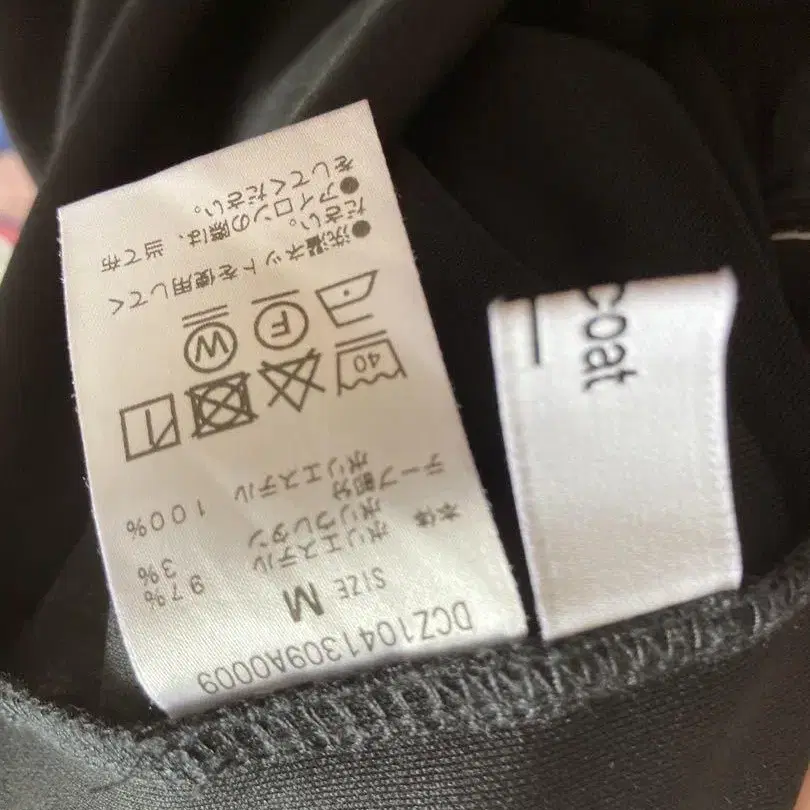 DCZ1041309A0009
SIZE M
本体
ポリエステル 97%
ポリウレタン 3%
テープ部分
ポリエステル 100%
40
F
W
●洗濯ネットを使用してく
ださい。
●アイロンの際は、当て布
をしてください。
coat